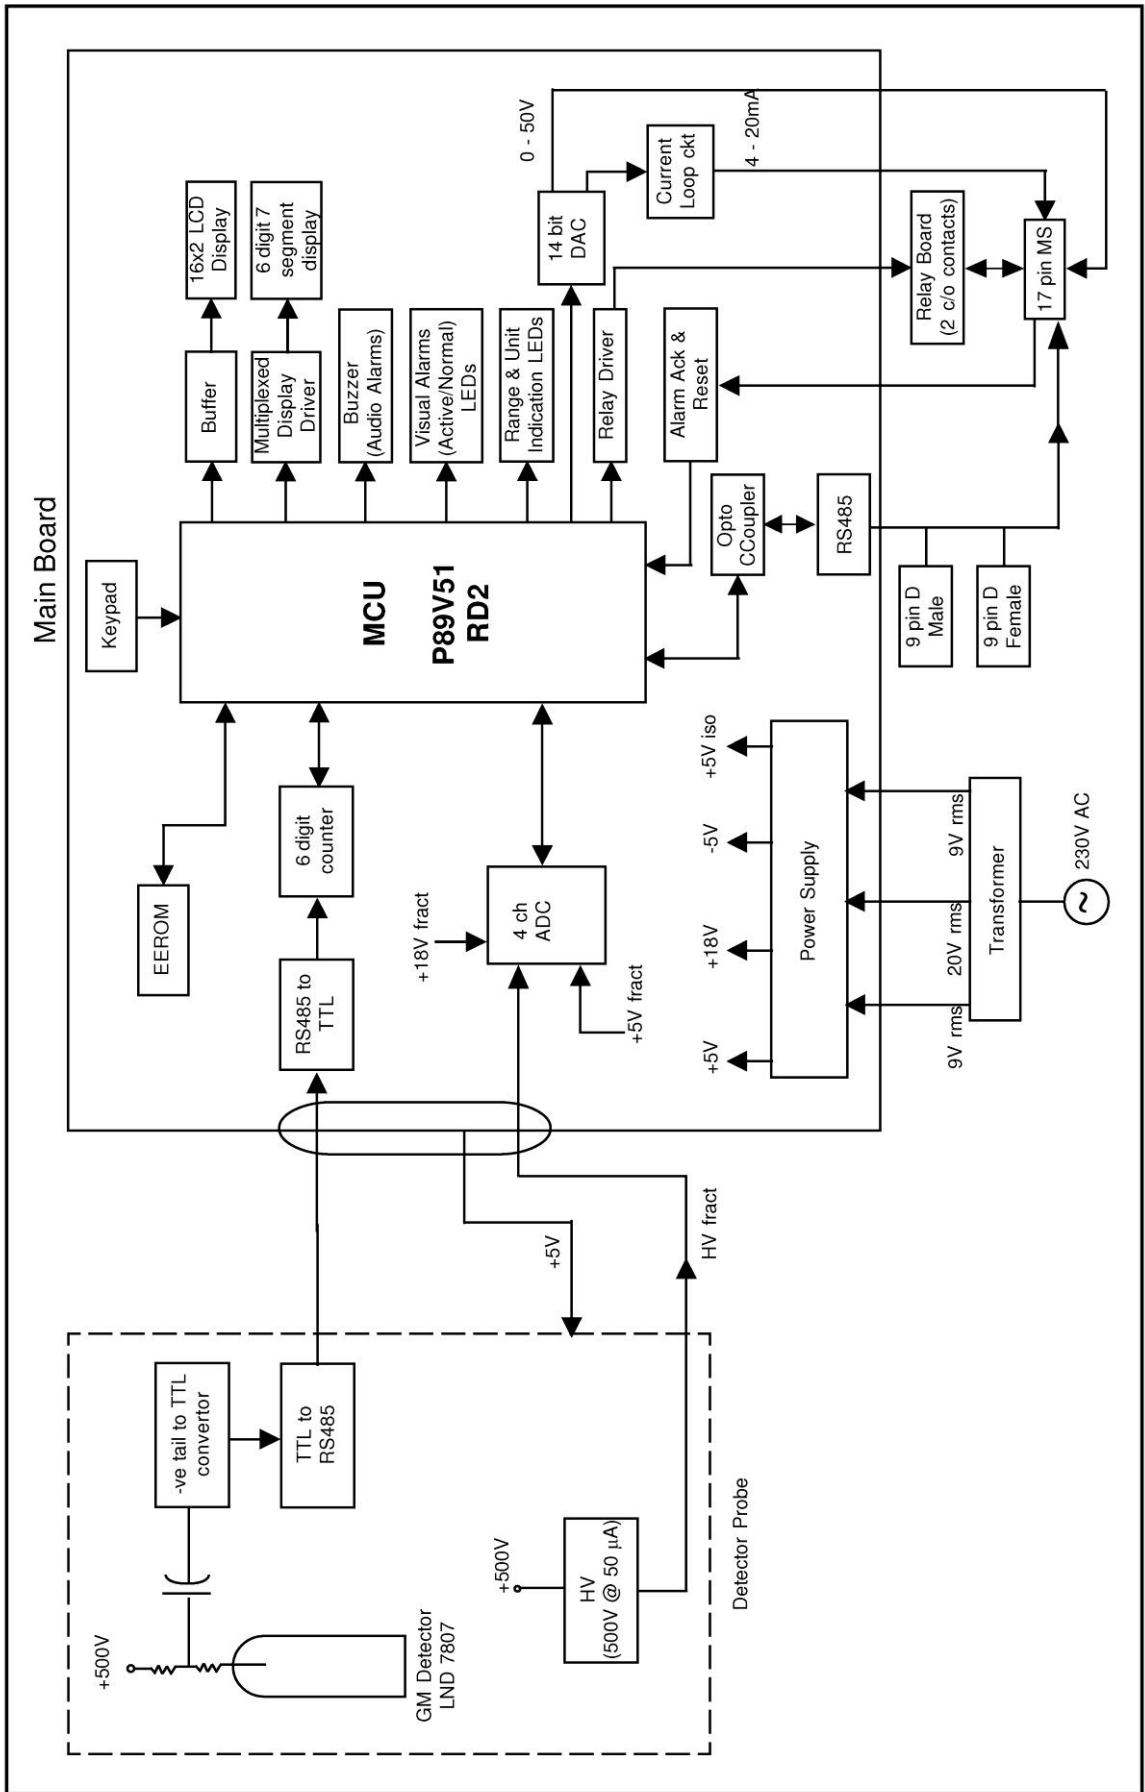 Main Board
Keypad
MCU
P89V51
RD2
Buffer
16x2 LCD
Display
Multiplexed
Display
Driver
6 digit 7
segment
display
Buzzer
(Audio Alarms)
Visual Alarms
(Active/Normal)
LEDs
Range & Unit
Indication LEDs
14 bit
DAC
0 - 50V
Current
Loop ckt
4 - 20mA
Relay Driver
Alarm Ack &
Reset
Relay Board
(2 c/o contacts)
17 pin MS
Opto
CCoupler
RS485
9 pin D
Male
9 pin D
Female
EEROM
6 digit
counter
RS485 to
TTL
4 ch
ADC
+18V fract
+5V fract
+5V
+18V
-5V
+5V iso
Power Supply
9V rms
20V rms
9V rms
Transformer
230V AC
~
+5V
HV fract
-ve tail to TTL
convertor
TTL to
RS485
+500V
GM Detector
LND 7807
+500V
HV
(500V @ 50 μA)
Detector Probe